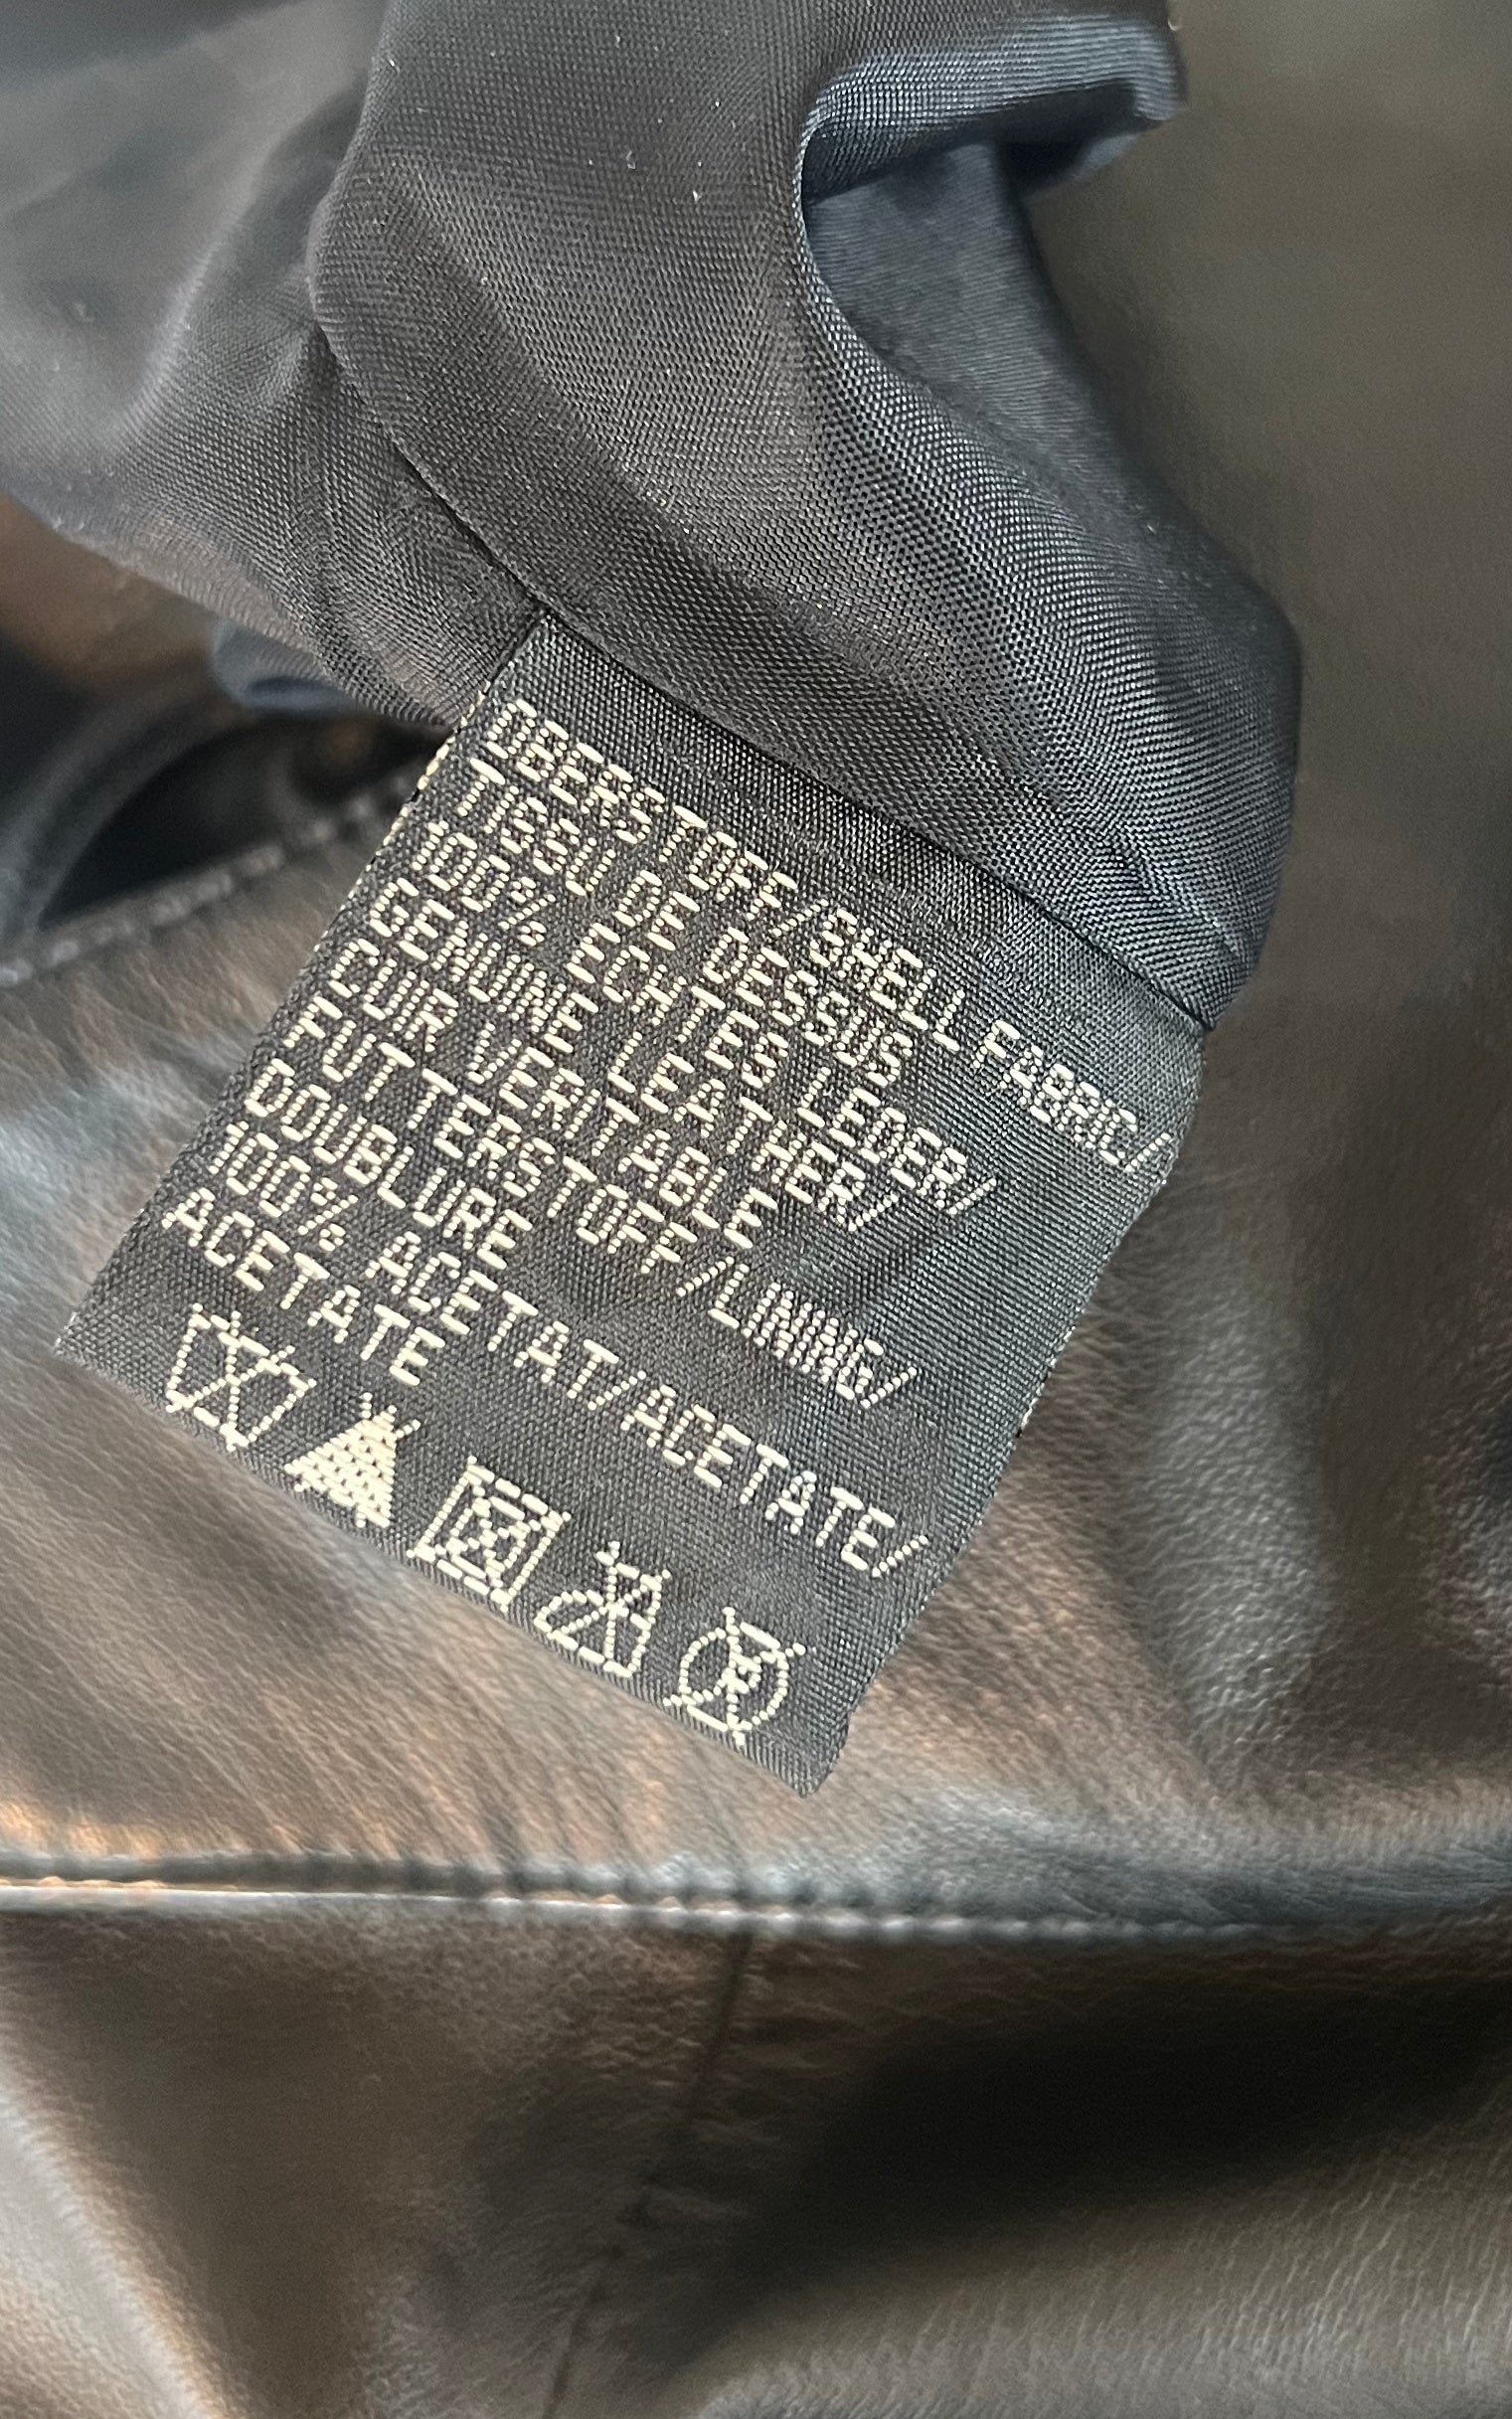 OBERSTOFF/SHELL FABRIC/
TISSU DE DESSUS
100% ECHTES LEDER/
GENUINE LEATHER/
CUIR VERITABLE
FUTTERSTOFF/LINING/
DOUBLURE
100% ACETAT/ACETATE/
ACETATE